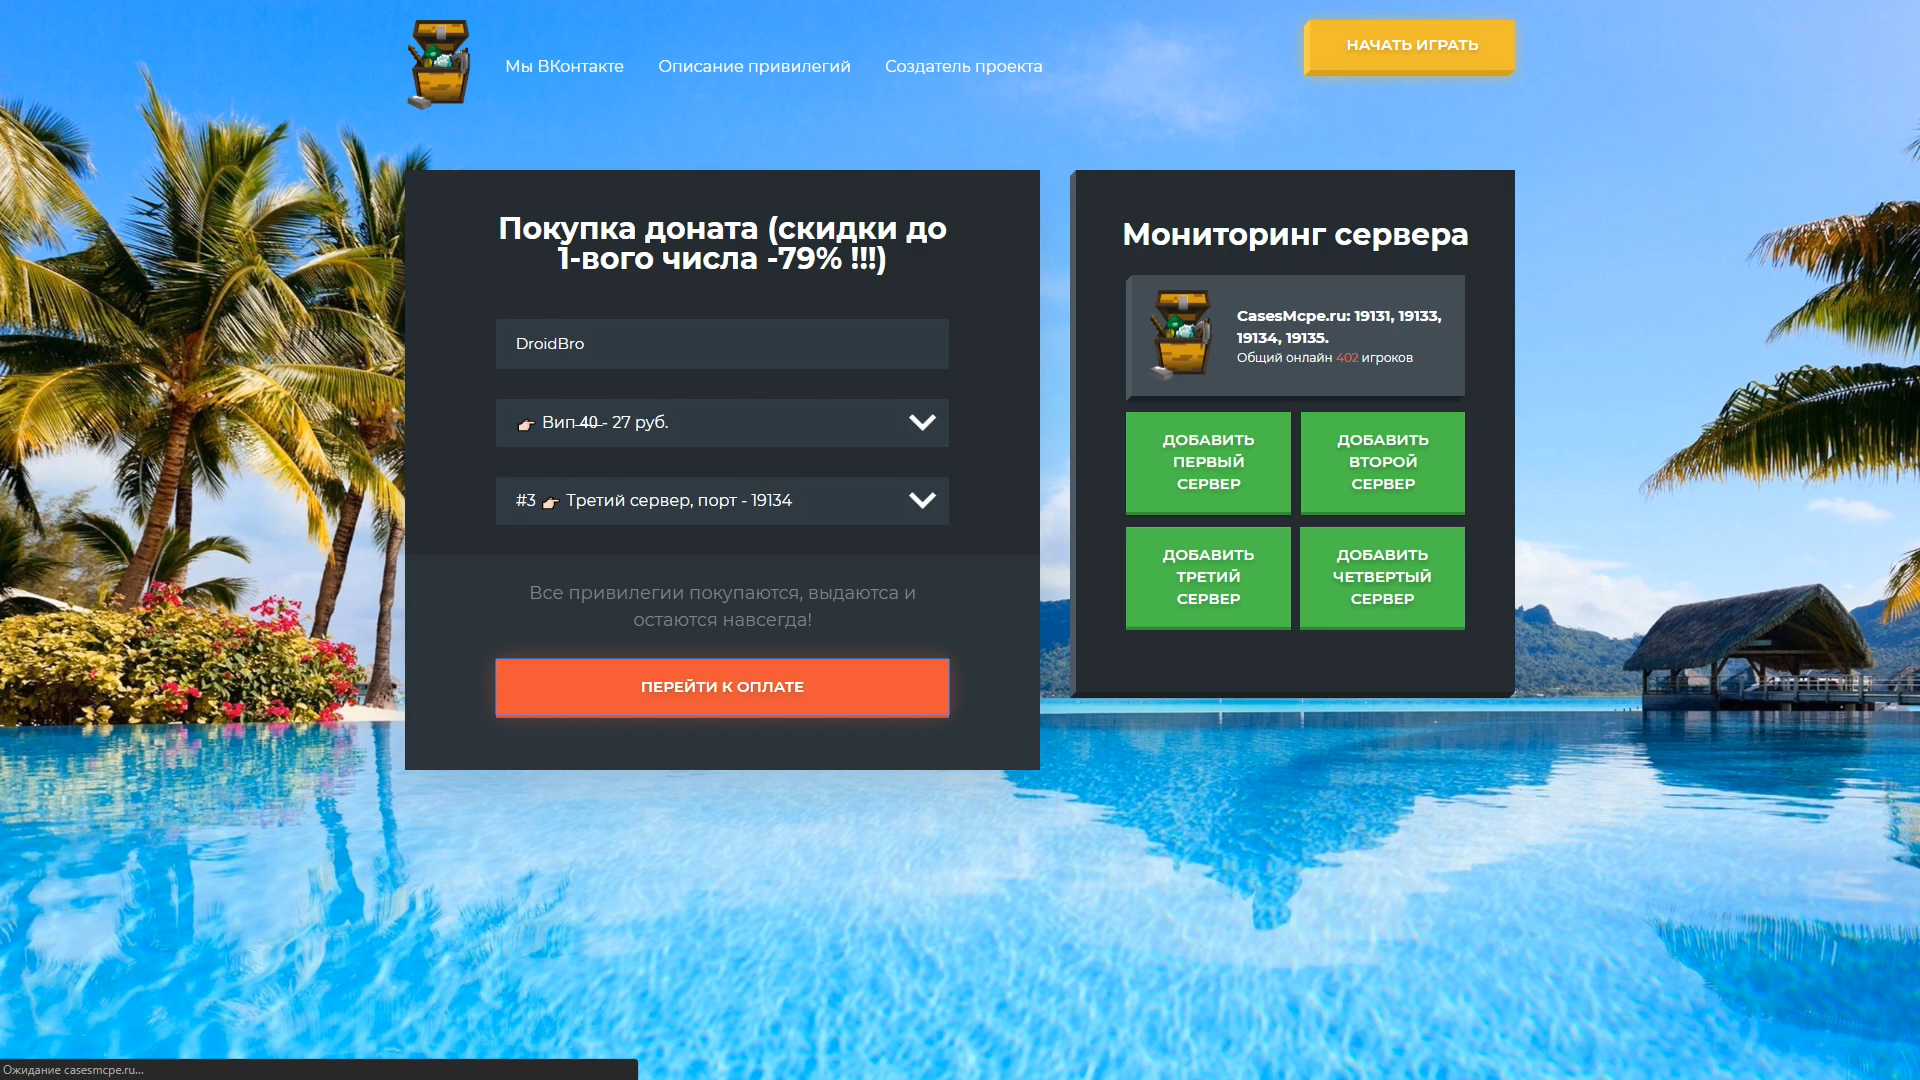 Мы ВКонтакте
Описание привилегий
Создатель проекта
НАЧАТЬ ИГРАТЬ
Покупка доната (скидки до
1-вого числа -79% !!!)
DroidBro
👉🏻 Вип 40 - 27 руб.
#3 👉🏻 Третий сервер, порт - 19134
Все привилегии покупаются, выдаются и
остаются навсегда!
ПЕРЕЙТИ К ОПЛАТЕ
Мониторинг сервера
CasesMcpe.ru: 19131, 19133,
19134, 19135.
Общий онлайн 402 игроков
ДОБАВИТЬ
ПЕРВЫЙ
СЕРВЕР
ДОБАВИТЬ
ВТОРОЙ
СЕРВЕР
ДОБАВИТЬ
ТРЕТИЙ
СЕРВЕР
ДОБАВИТЬ
ЧЕТВЕРТЫЙ
СЕРВЕР
Ожидание casesmcpe.ru...